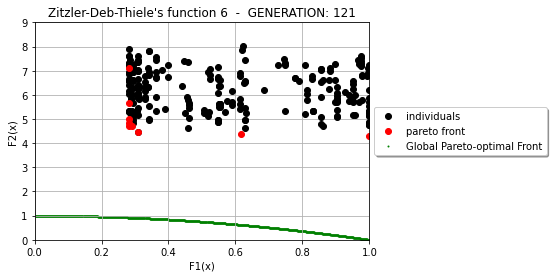 Zitzler-Deb-Thiele's function 6 - GENERATION: 121
F2(x)
9
8
7
6
5
4
3
2
1
0
0.0 0.2 0.4 0.6 0.8 1.0
F1(x)
individuals
pareto front
Global Pareto-optimal Front